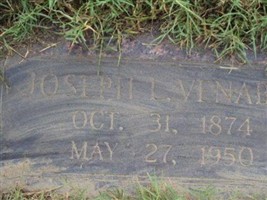 JOSEPH L. VENAB
OCT. 31, 1874
MAY 27, 1950